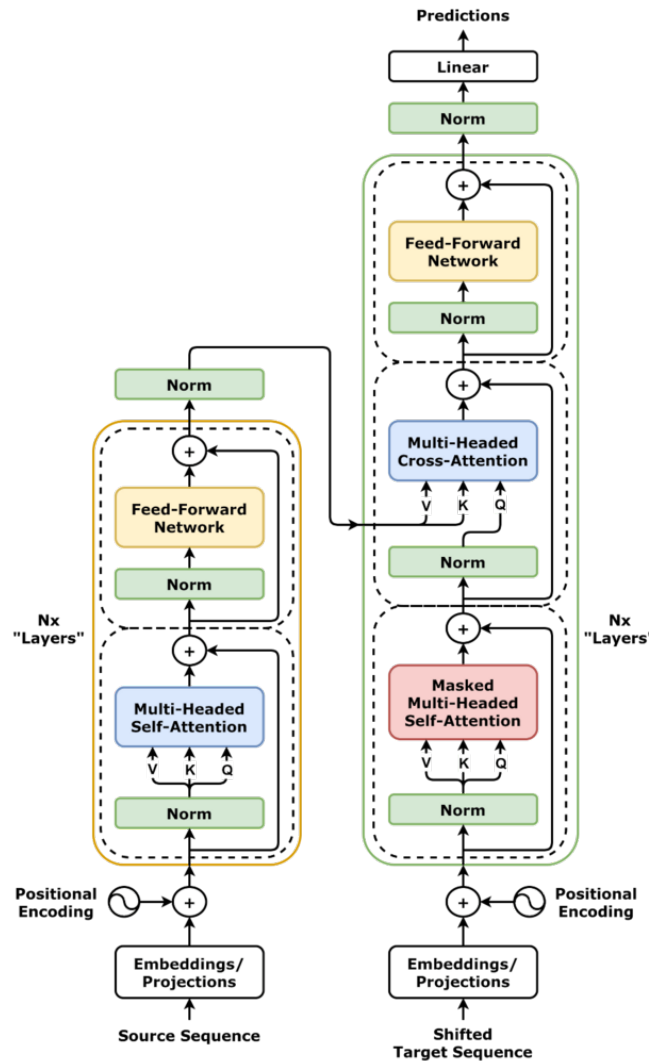 Predictions
Linear
Norm
Feed-Forward
Network
Norm
Multi-Headed
Cross-Attention
V K Q
Norm
Masked
Multi-Headed
Self-Attention
V K Q
Norm
Nx
"Layers"
Positional
Encoding
Embeddings/
Projections
Shifted
Target Sequence
Norm
Feed-Forward
Network
Norm
Nx
"Layers"
Multi-Headed
Self-Attention
V K Q
Norm
Positional
Encoding
Embeddings/
Projections
Source Sequence